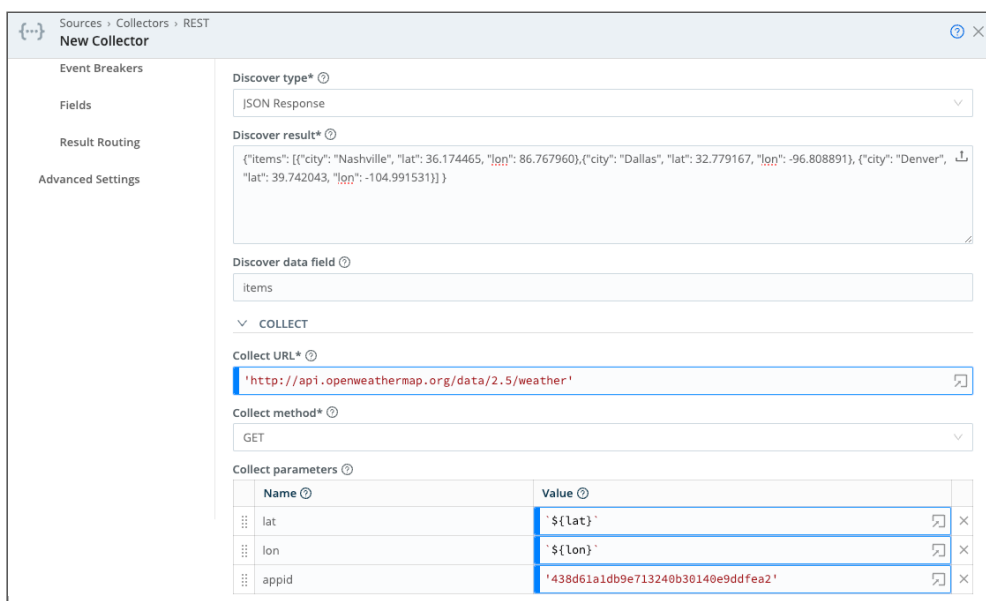 Sources › Collectors › REST
New Collector
Event Breakers
Fields
Result Routing
Advanced Settings
Discover type*
JSON Response
Discover result*
{"items": [{"city": "Nashville", "lat": 36.174465, "lon": 86.767960},{"city": "Dallas", "lat": 32.779167, "lon": -96.808891}, {"city": "Denver",
"lat": 39.742043, "lon": -104.991531}] }
Discover data field
items
COLLECT
Collect URL*
'http://api.openweathermap.org/data/2.5/weather'
Collect method*
GET
Collect parameters
Name Value
lat `${lat}`
lon `${lon}`
appid '438d61a1db9e713240b30140e9ddfea2'